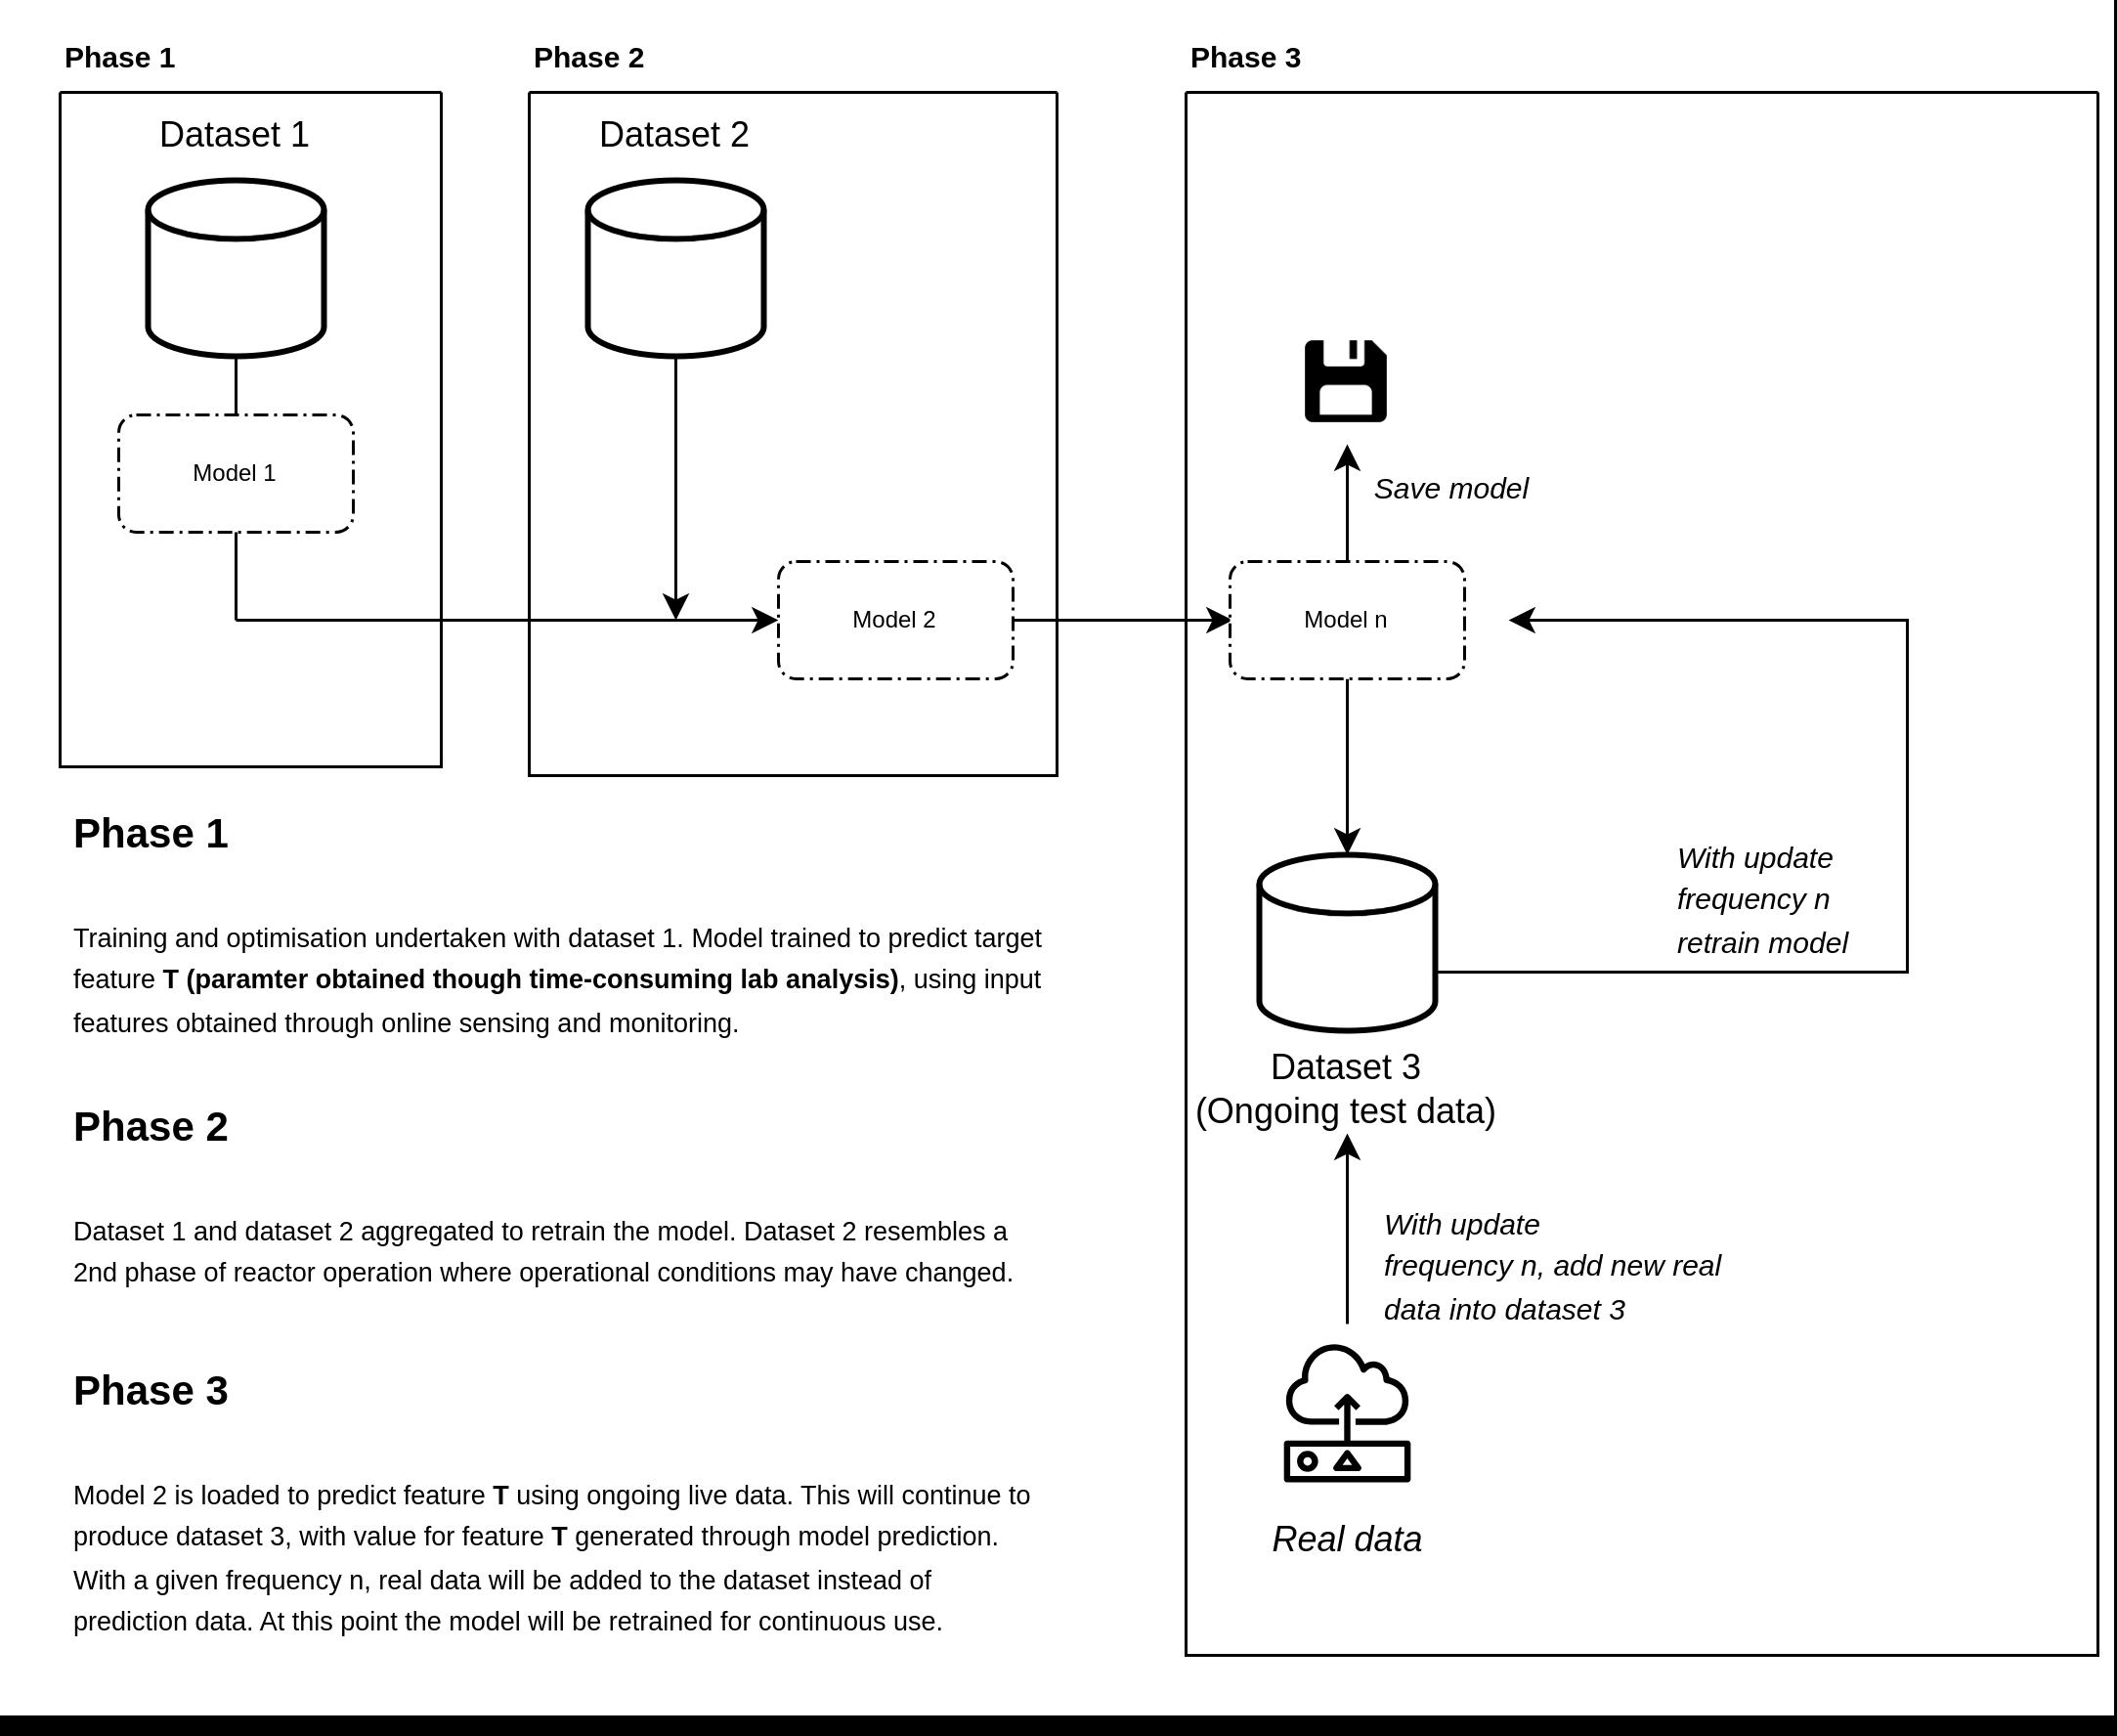 Phase 1
Phase 2
Phase 3
Dataset 1
Dataset 2
Model 1
Save model
Model 2
Model n
With update
frequency n
retrain model
Dataset 3
(Ongoing test data)
With update
frequency n, add new real
data into dataset 3
Real data
Phase 1
Training and optimisation undertaken with dataset 1. Model trained to predict target
feature T (paramter obtained though time-consuming lab analysis), using input
features obtained through online sensing and monitoring.
Phase 2
Dataset 1 and dataset 2 aggregated to retrain the model. Dataset 2 resembles a
2nd phase of reactor operation where operational conditions may have changed.
Phase 3
Model 2 is loaded to predict feature T using ongoing live data. This will continue to
produce dataset 3, with value for feature T generated through model prediction.
With a given frequency n, real data will be added to the dataset instead of
prediction data. At this point the model will be retrained for continuous use.